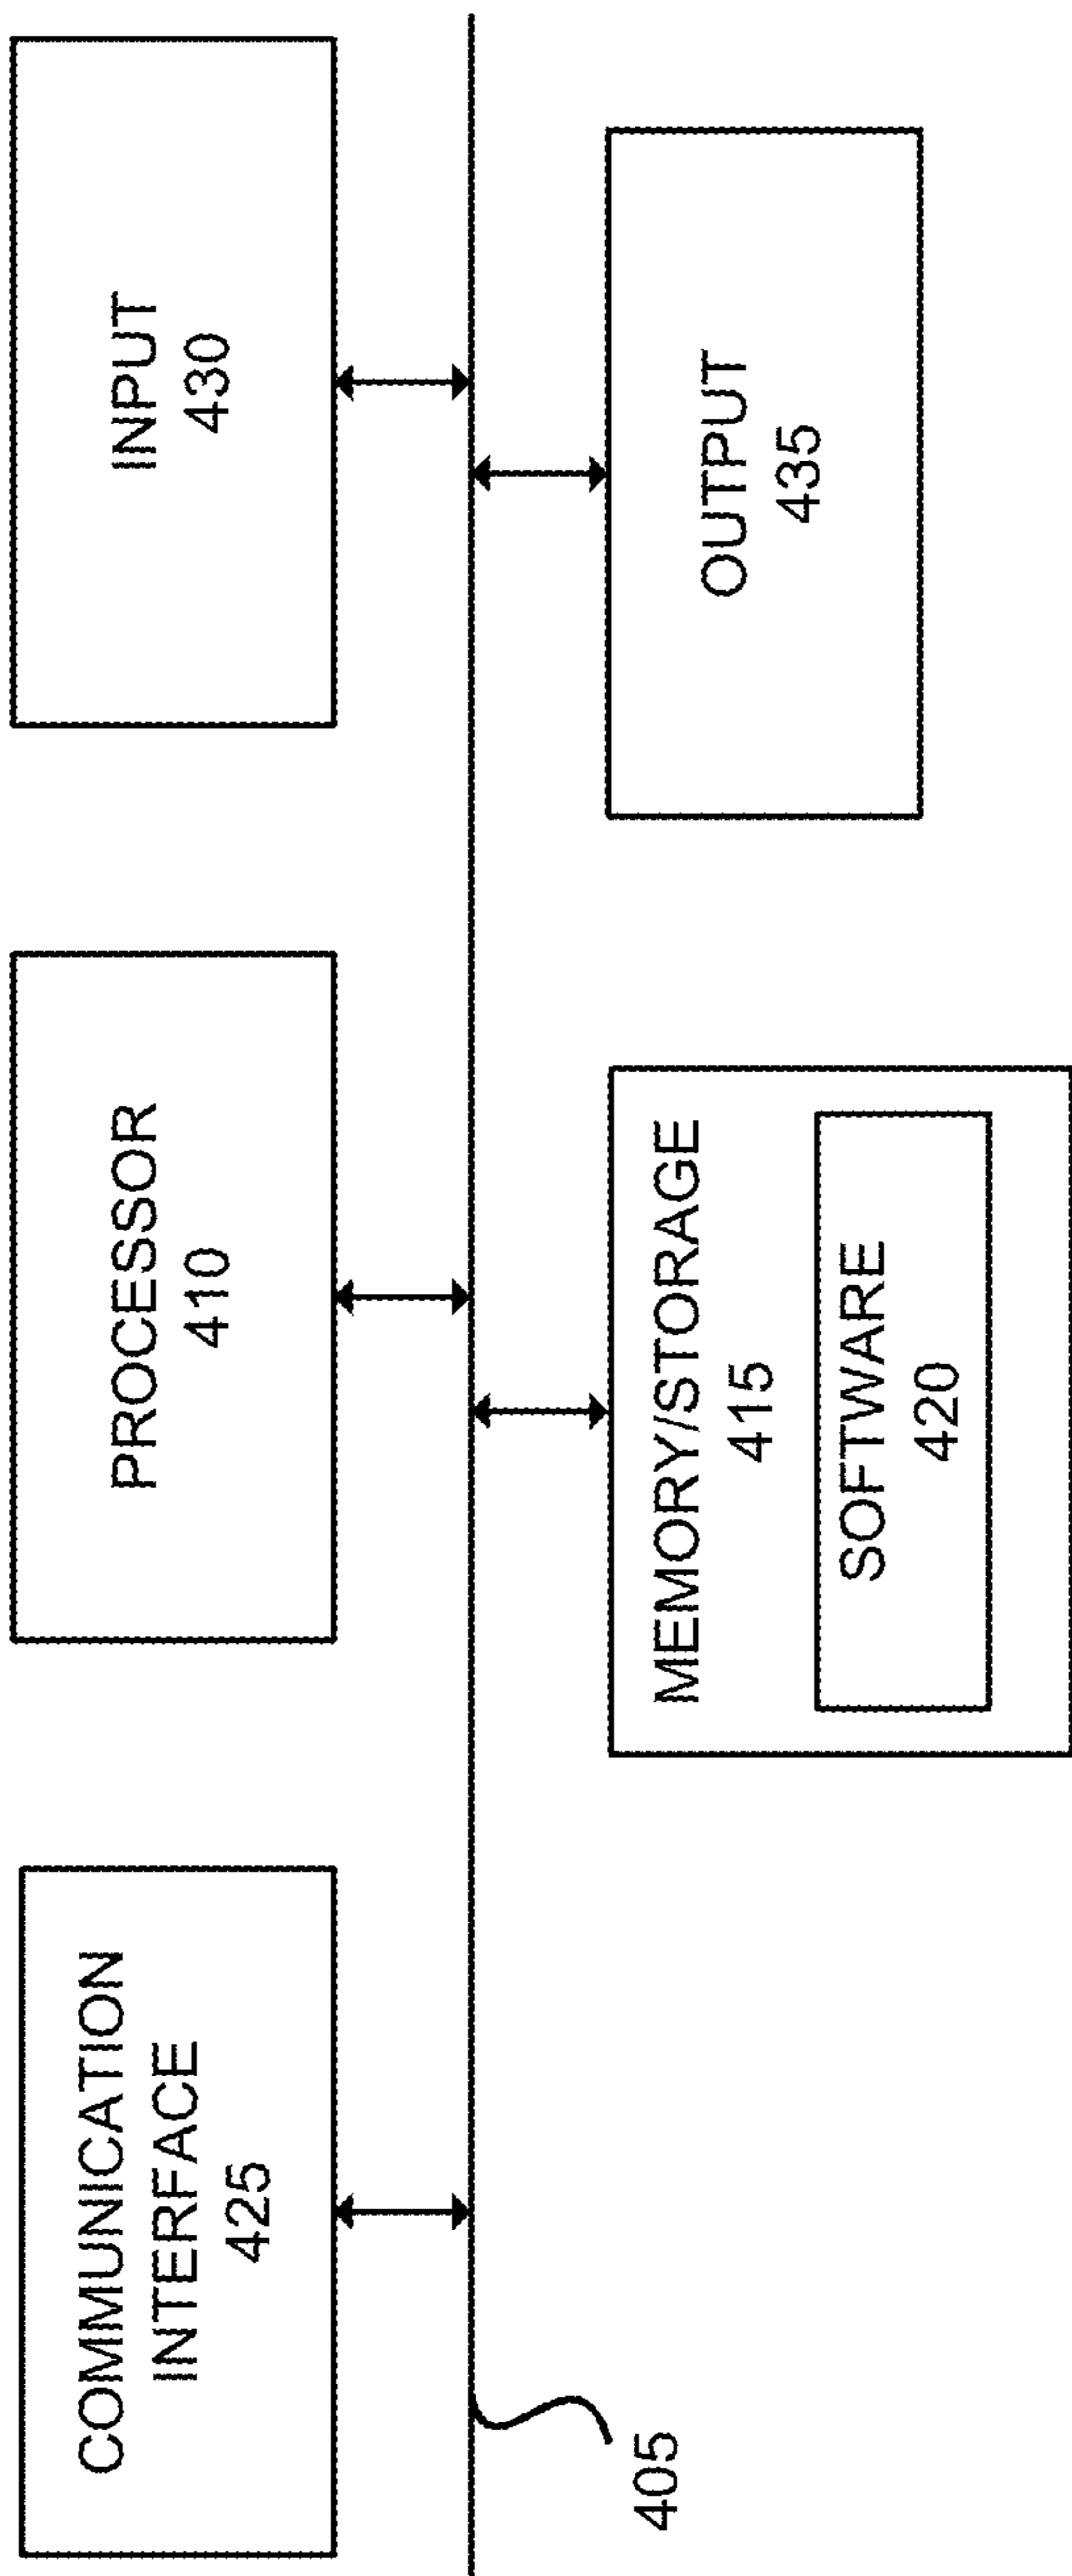 COMMUNICATION
INTERFACE
425
PROCESSOR
410
INPUT
430
405
MEMORY/STORAGE
415
SOFTWARE
420
OUTPUT
435